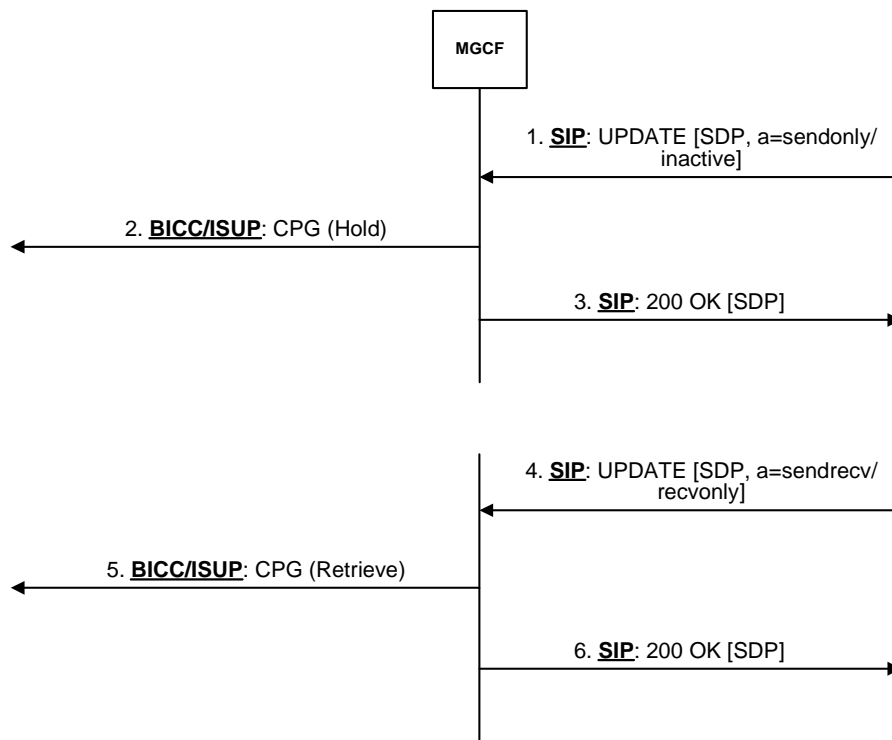 MGCF
1. SIP: UPDATE [SDP, a=sendonly/
inactive]
2. BICC/ISUP: CPG (Hold)
3. SIP: 200 OK [SDP]
4. SIP: UPDATE [SDP, a=sendrecv/
recvonly]
5. BICC/ISUP: CPG (Retrieve)
6. SIP: 200 OK [SDP]